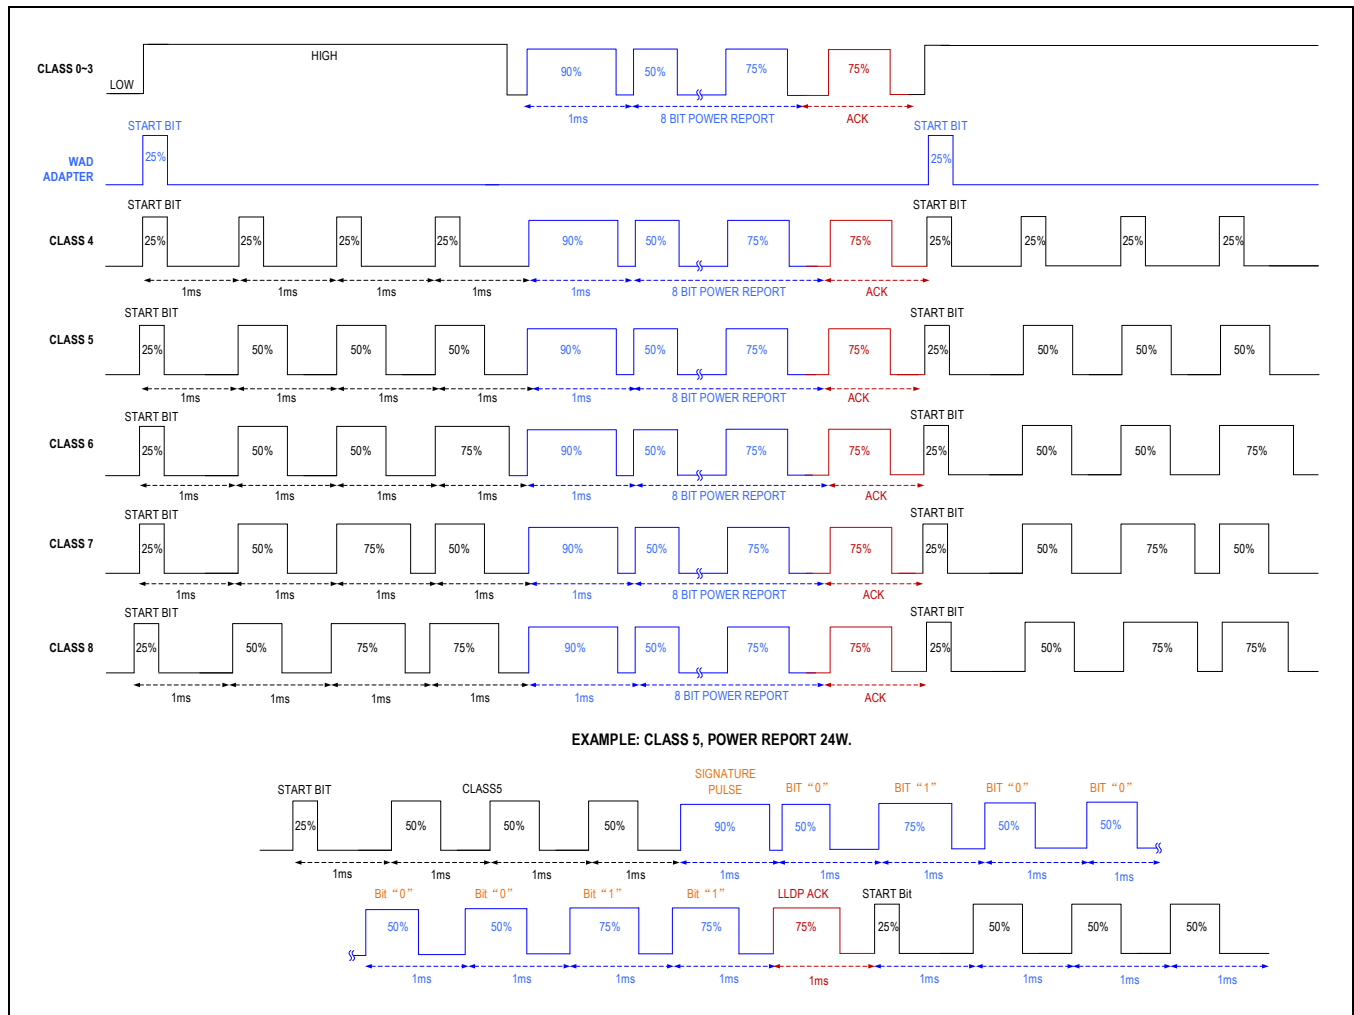 CLASS 0~3
LOW
HIGH
90% 50% 75% 75%
1ms 8 BIT POWER REPORT ACK
START BIT START BIT
WAD
ADAPTER
25% 25%
START BIT START BIT
CLASS 4
25% 25% 25% 25% 90% 50% 75% 75% 25% 25% 25% 25%
1ms 1ms 1ms 1ms 1ms 8 BIT POWER REPORT ACK
START BIT START BIT
CLASS 5
25% 50% 50% 50% 90% 50% 75% 75% 25% 50% 50% 50%
1ms 1ms 1ms 1ms 1ms 8 BIT POWER REPORT ACK
START BIT START BIT
CLASS 6
25% 50% 50% 75% 90% 50% 75% 75% 25% 50% 50% 75%
1ms 1ms 1ms 1ms 1ms 8 BIT POWER REPORT ACK
START BIT START BIT
CLASS 7
25% 50% 75% 50% 90% 50% 75% 75% 25% 50% 75% 50%
1ms 1ms 1ms 1ms 1ms 8 BIT POWER REPORT ACK
START BIT START BIT
CLASS 8
25% 50% 75% 75% 90% 50% 75% 75% 25% 50% 75% 75%
1ms 1ms 1ms 1ms 1ms 8 BIT POWER REPORT ACK
EXAMPLE: CLASS 5, POWER REPORT 24W.
START BIT CLASS5 SIGNATURE
PULSE BIT “0” BIT “1” BIT “0” BIT “0”
25% 50% 50% 50% 90% 50% 75% 50% 50%
1ms 1ms 1ms 1ms 1ms 1ms 1ms 1ms 1ms
Bit “0” Bit “0” Bit “1” Bit “1” LLDP ACK START Bit
50% 50% 75% 75% 75% 25% 50% 50% 50%
1ms 1ms 1ms 1ms 1ms 1ms 1ms 1ms 1ms